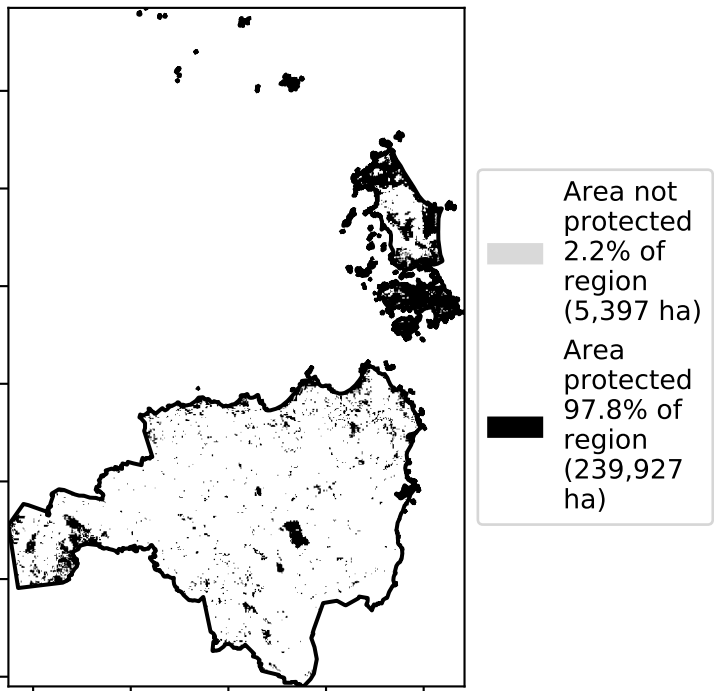 Area not
protected
2.2% of
region
(5,397 ha)
Area
protected
97.8% of
region
(239,927
ha)